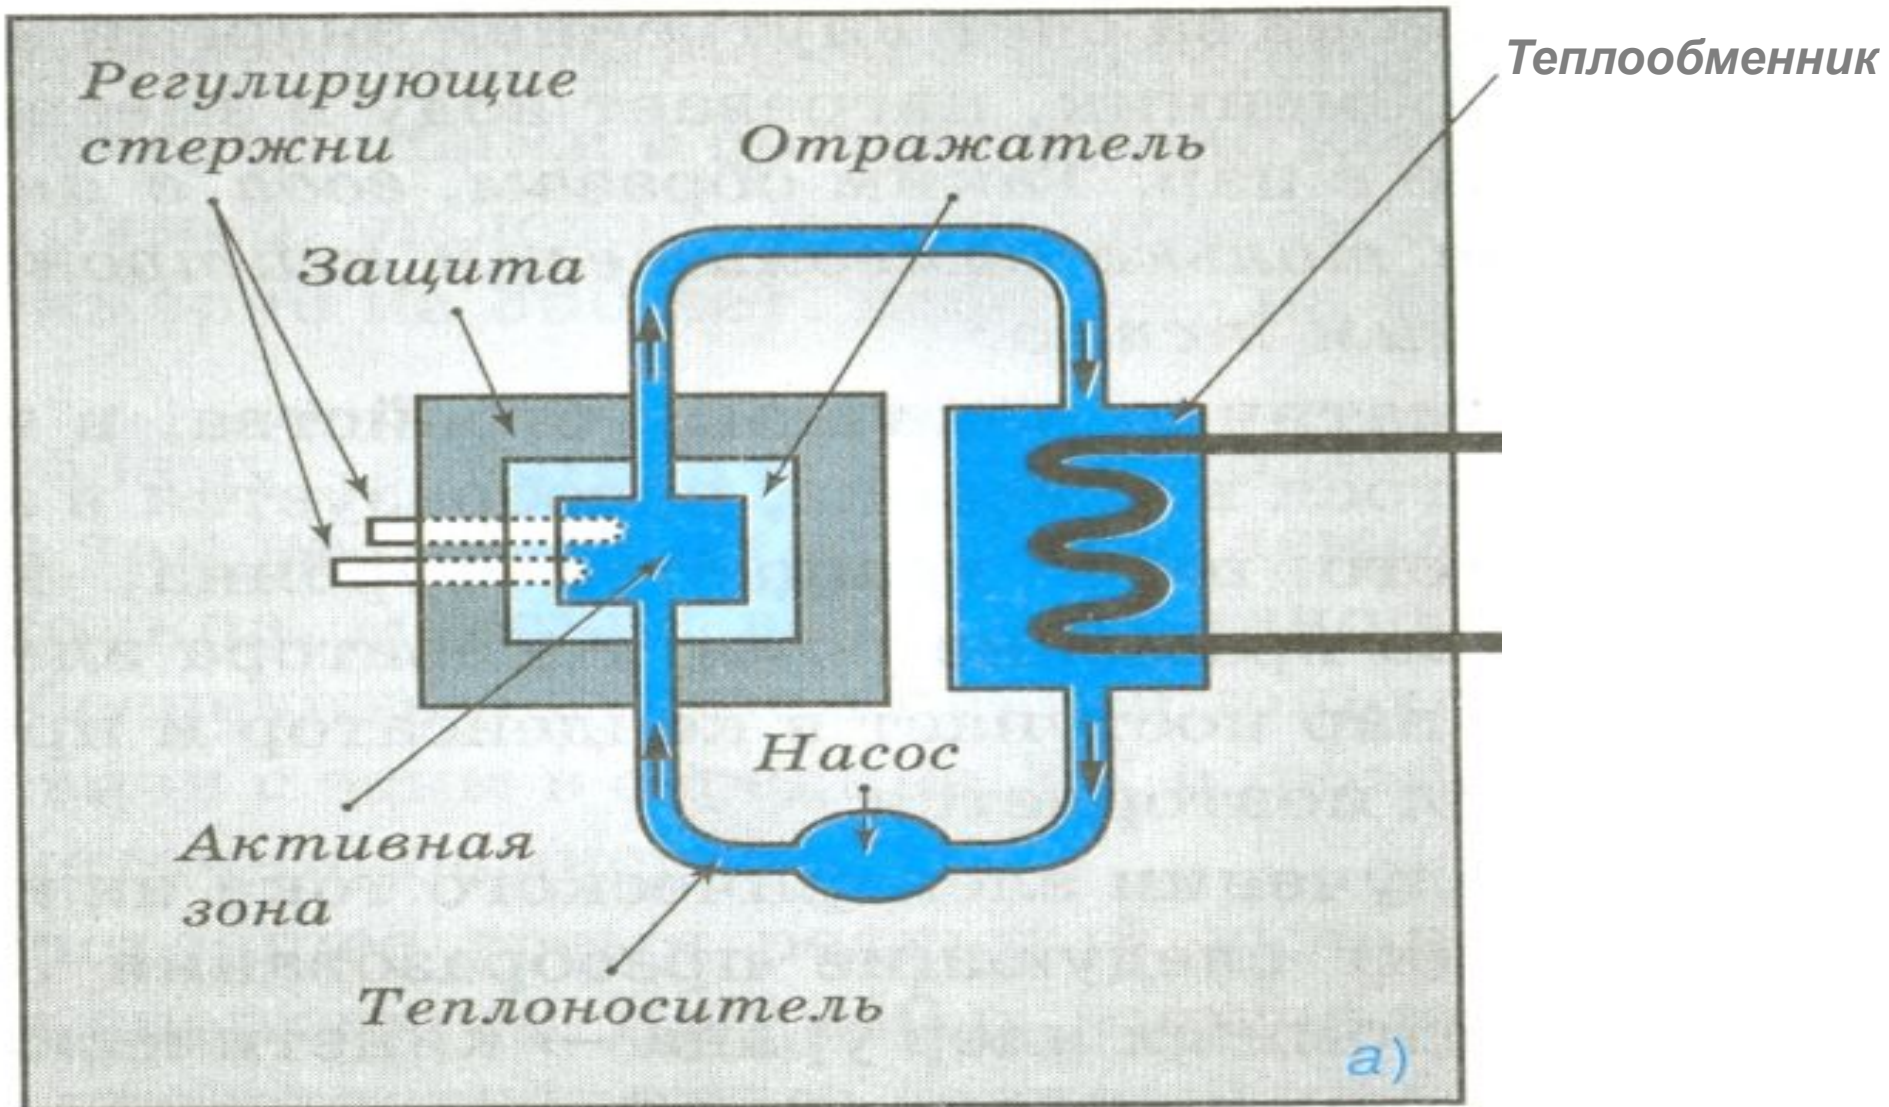 Регулирующие
стержни
Отражатель
Теплообменник
Защита
Насос
Активная
зона
Теплоноситель
а)